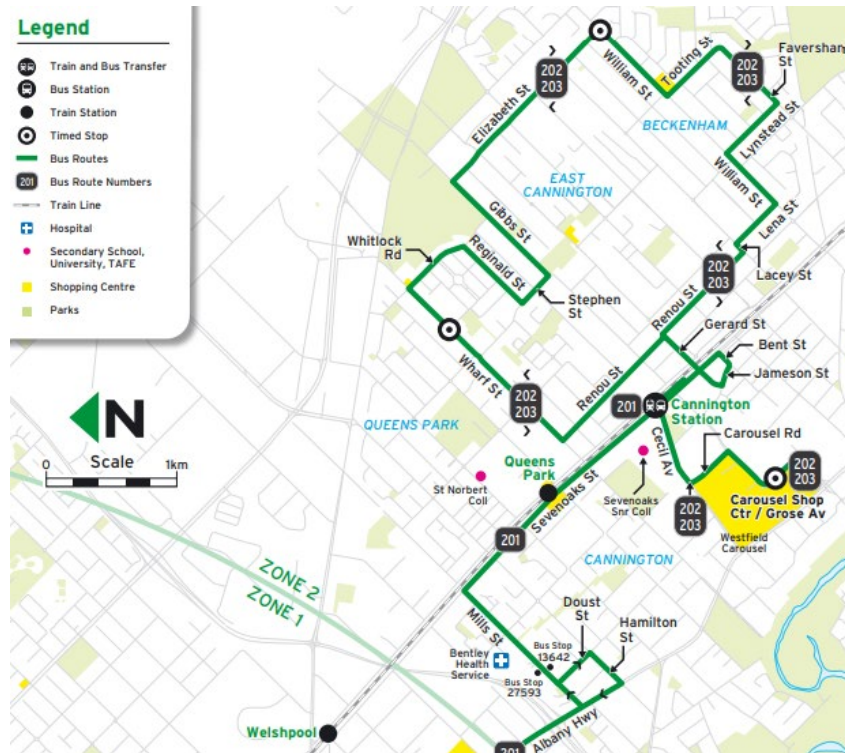 Legend
Train and Bus Transfer
Bus Station
Train Station
Timed Stop
Bus Routes
201
Bus Route Numbers
Train Line
Hospital
Secondary School,
University, TAFE
Shopping Centre
Parks
N
0
Scale
1km
202
203
Elizabeth St
William St
Tooting St
202
203
Faversham
St
BECKENHAM
Lynstead St
William St
EAST
CANNINGTON
Gibbs St
Lena St
Whitlock
Rd
Reginald St
Stephen
St
202
203
Lacey St
Renou St
Gerard St
Bent St
Jameson St
Wharf St
202
203
Renou St
QUEENS PARK
201
Cannington
Station
Cecil Av
Carousel Rd
202
203
Queens
Park
Sevenoaks St
St Norbert
Coll
Sevenoaks
Snr Coll
202
203
Carousel Shop
Ctr / Grose Av
Westfield
Carousel
201
CANNINGTON
ZONE 2
ZONE 1
Mills St
Doust
St
Hamilton
St
Bentley
Health
Service
Bus Stop
13642
Bus Stop
27593
Welshpool
Albany Hwy
201